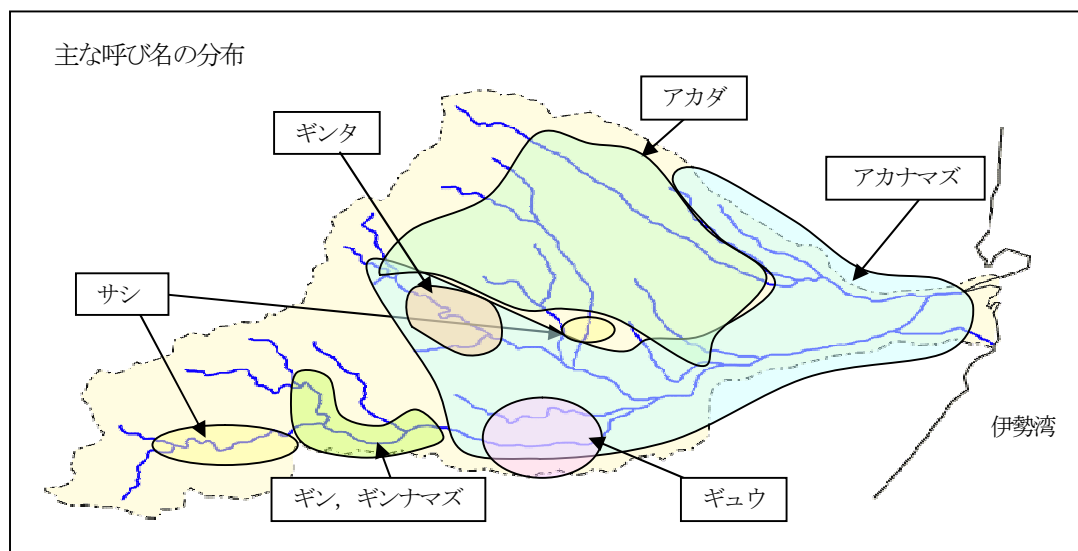 主な呼び名の分布
アカダ
ギンタ
アカナマズ
サシ
伊勢湾
ギン，ギンナマズ
ギュウ